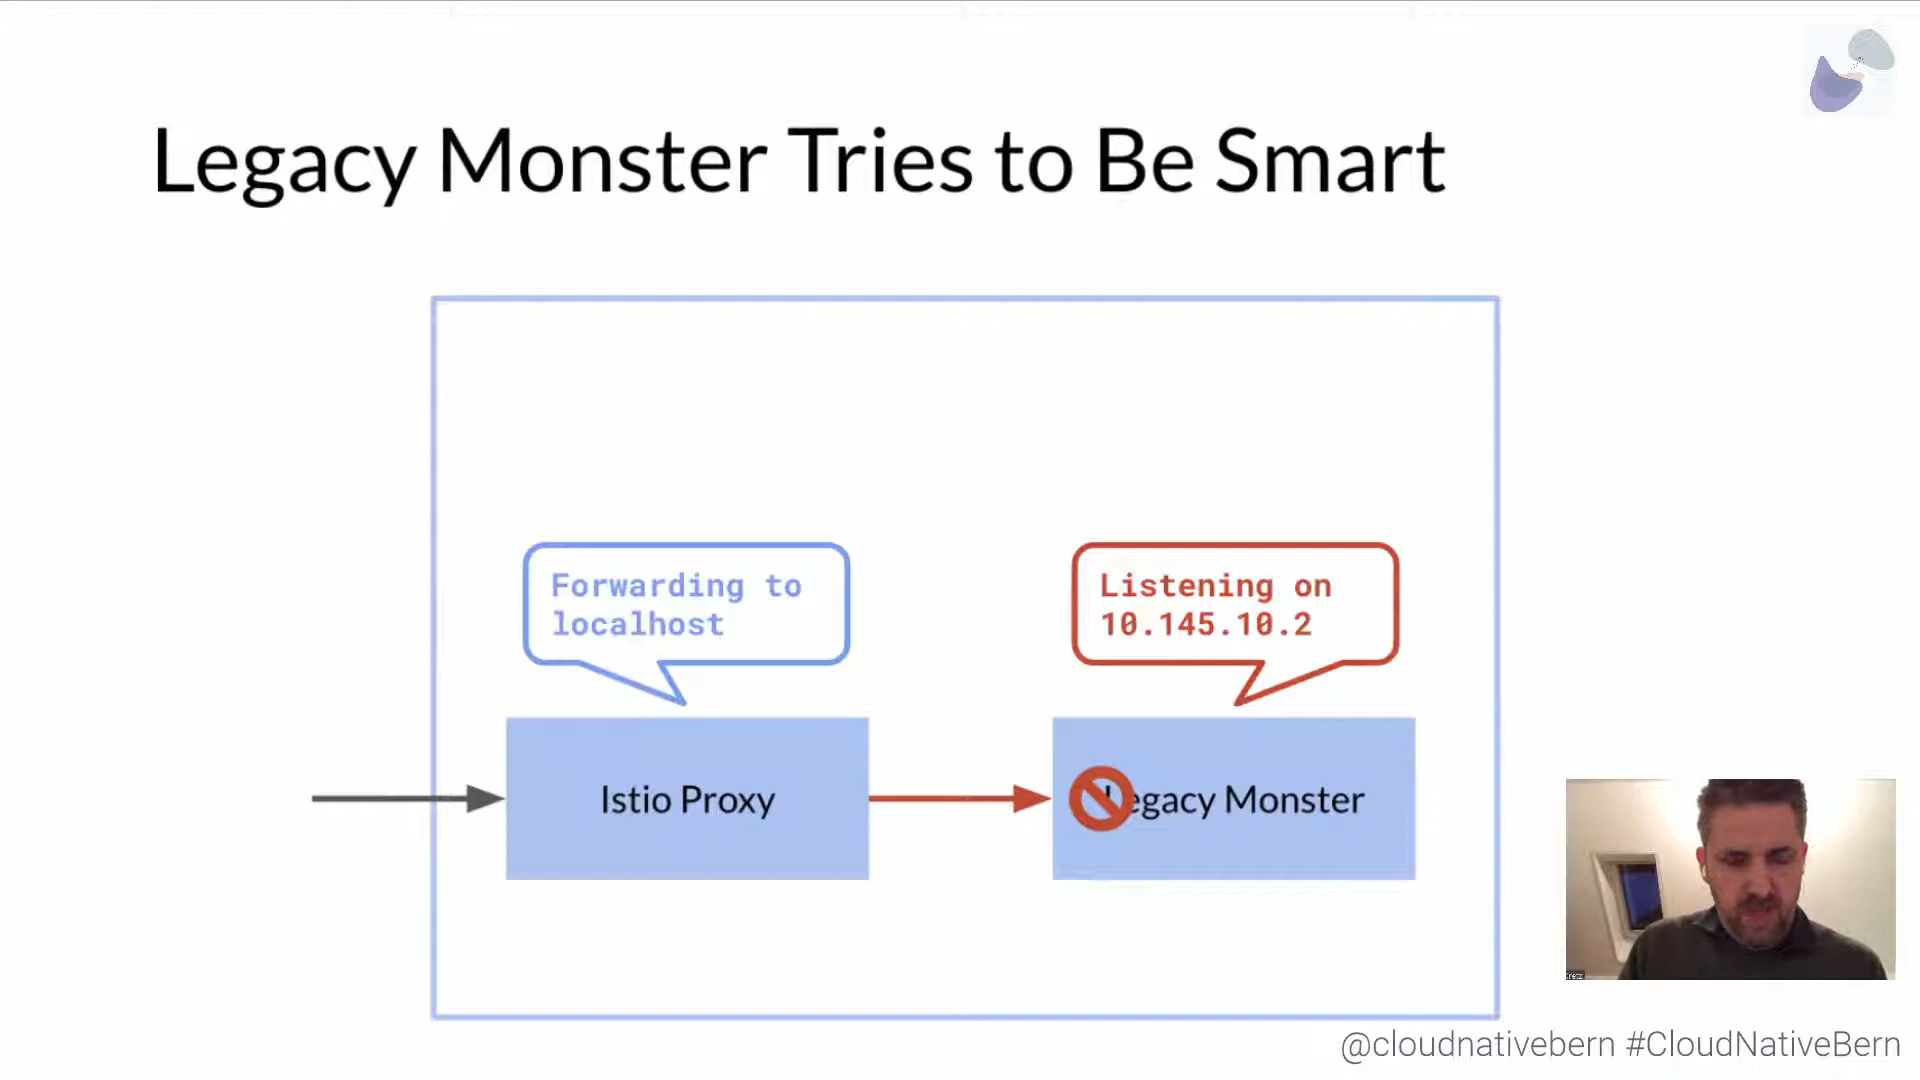 Legacy Monster Tries to Be Smart
Forwarding to
localhost
Listening on
10.145.10.2
Istio Proxy
Legacy Monster
@cloudnativebern #CloudNativeBern